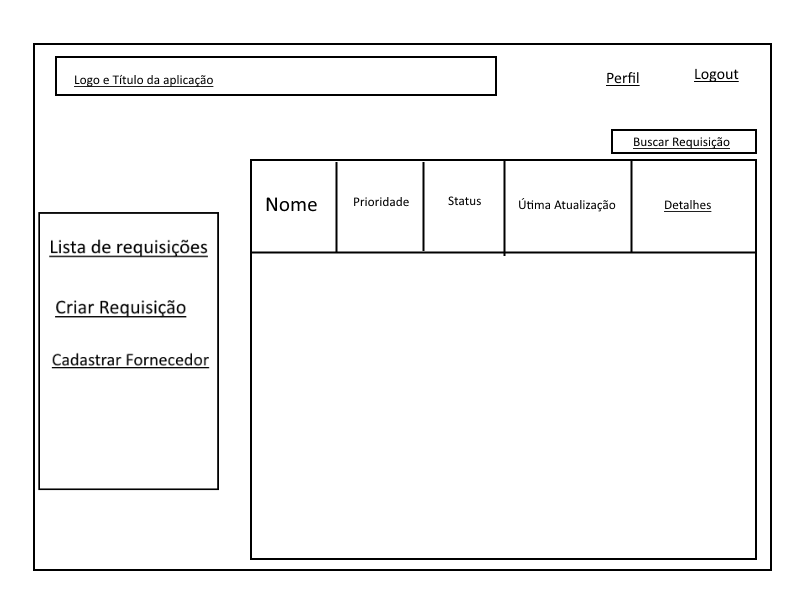 Logo e Título da aplicação
Perfil
Logout
Buscar Requisição
Nome
Prioridade
Status
Útima Atualização
Detalhes
Lista de requisições
Criar Requisição
Cadastrar Fornecedor